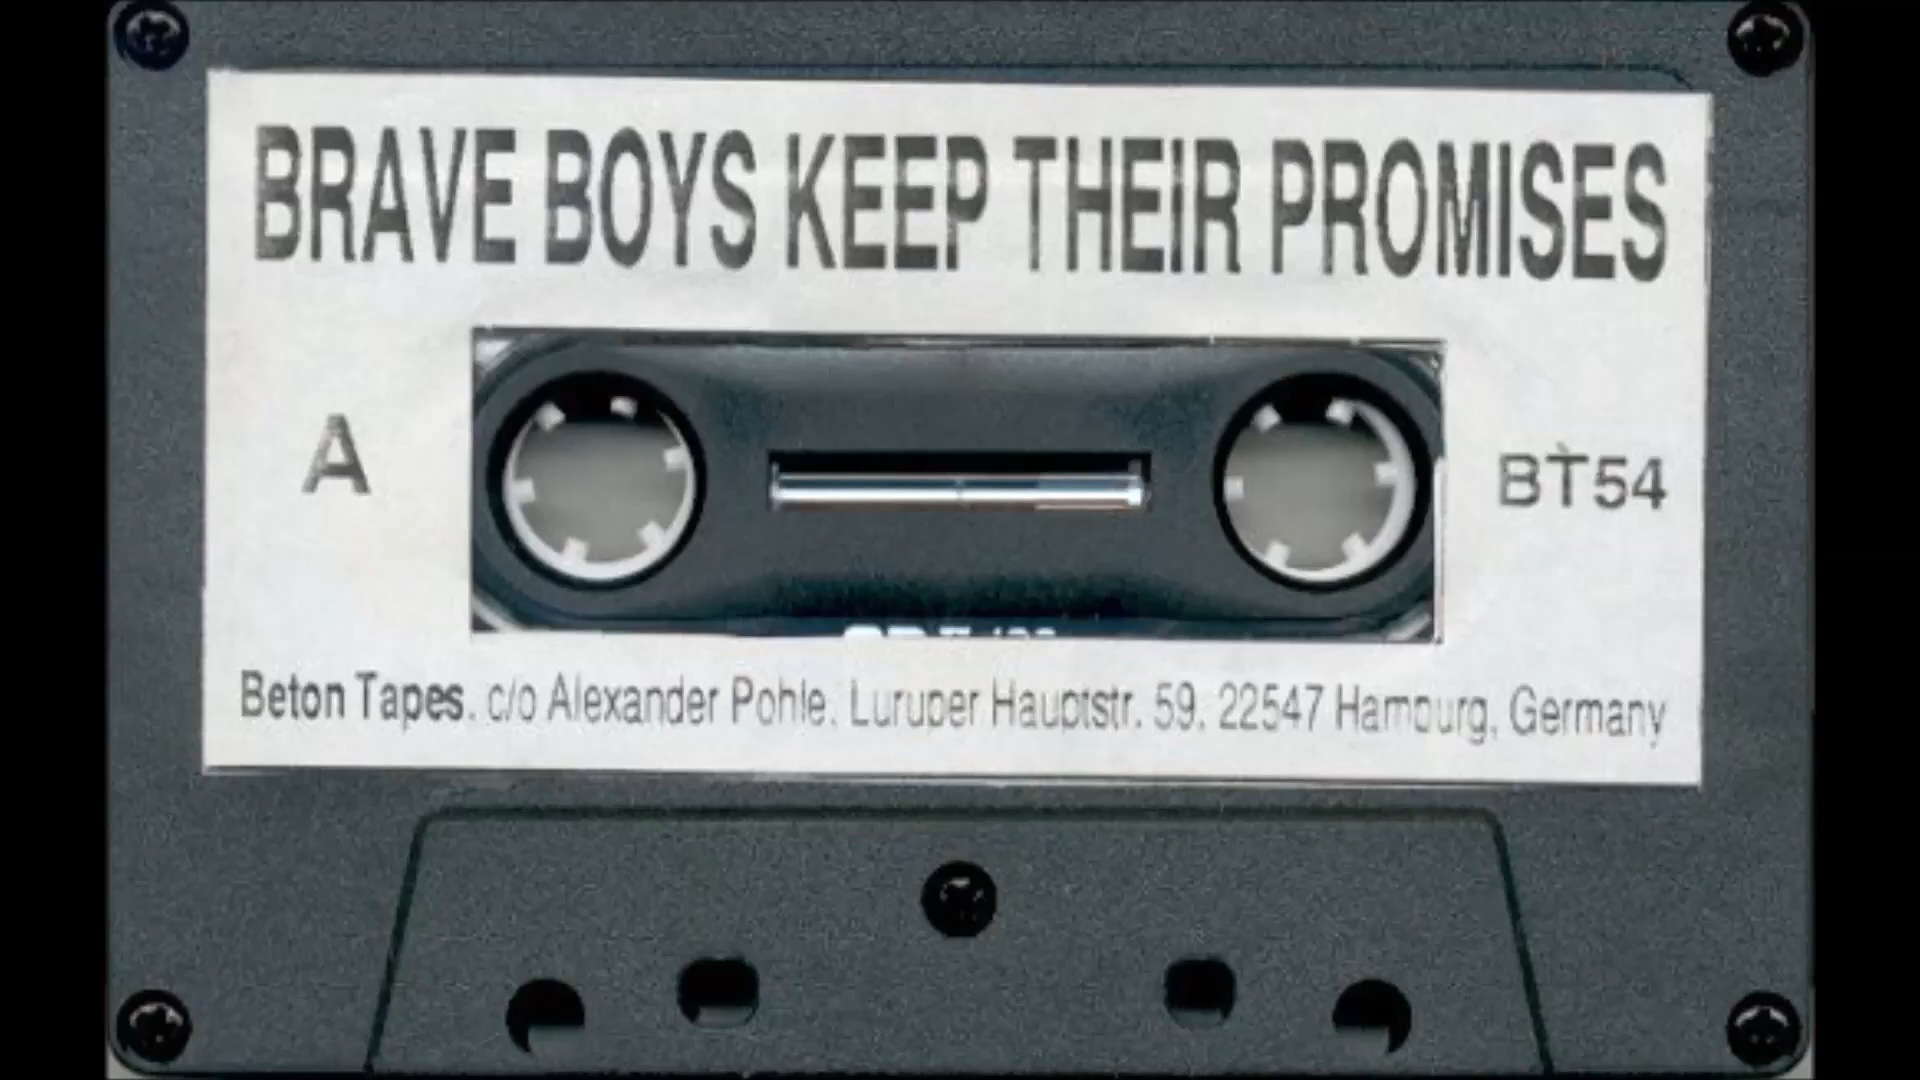 BRAVE BOYS KEEP THEIR PROMISES
A
BT54
Beton Tapes. c/o Alexander Pohle. Luruper Hauptstr. 59. 22547 Hamburg, Germany